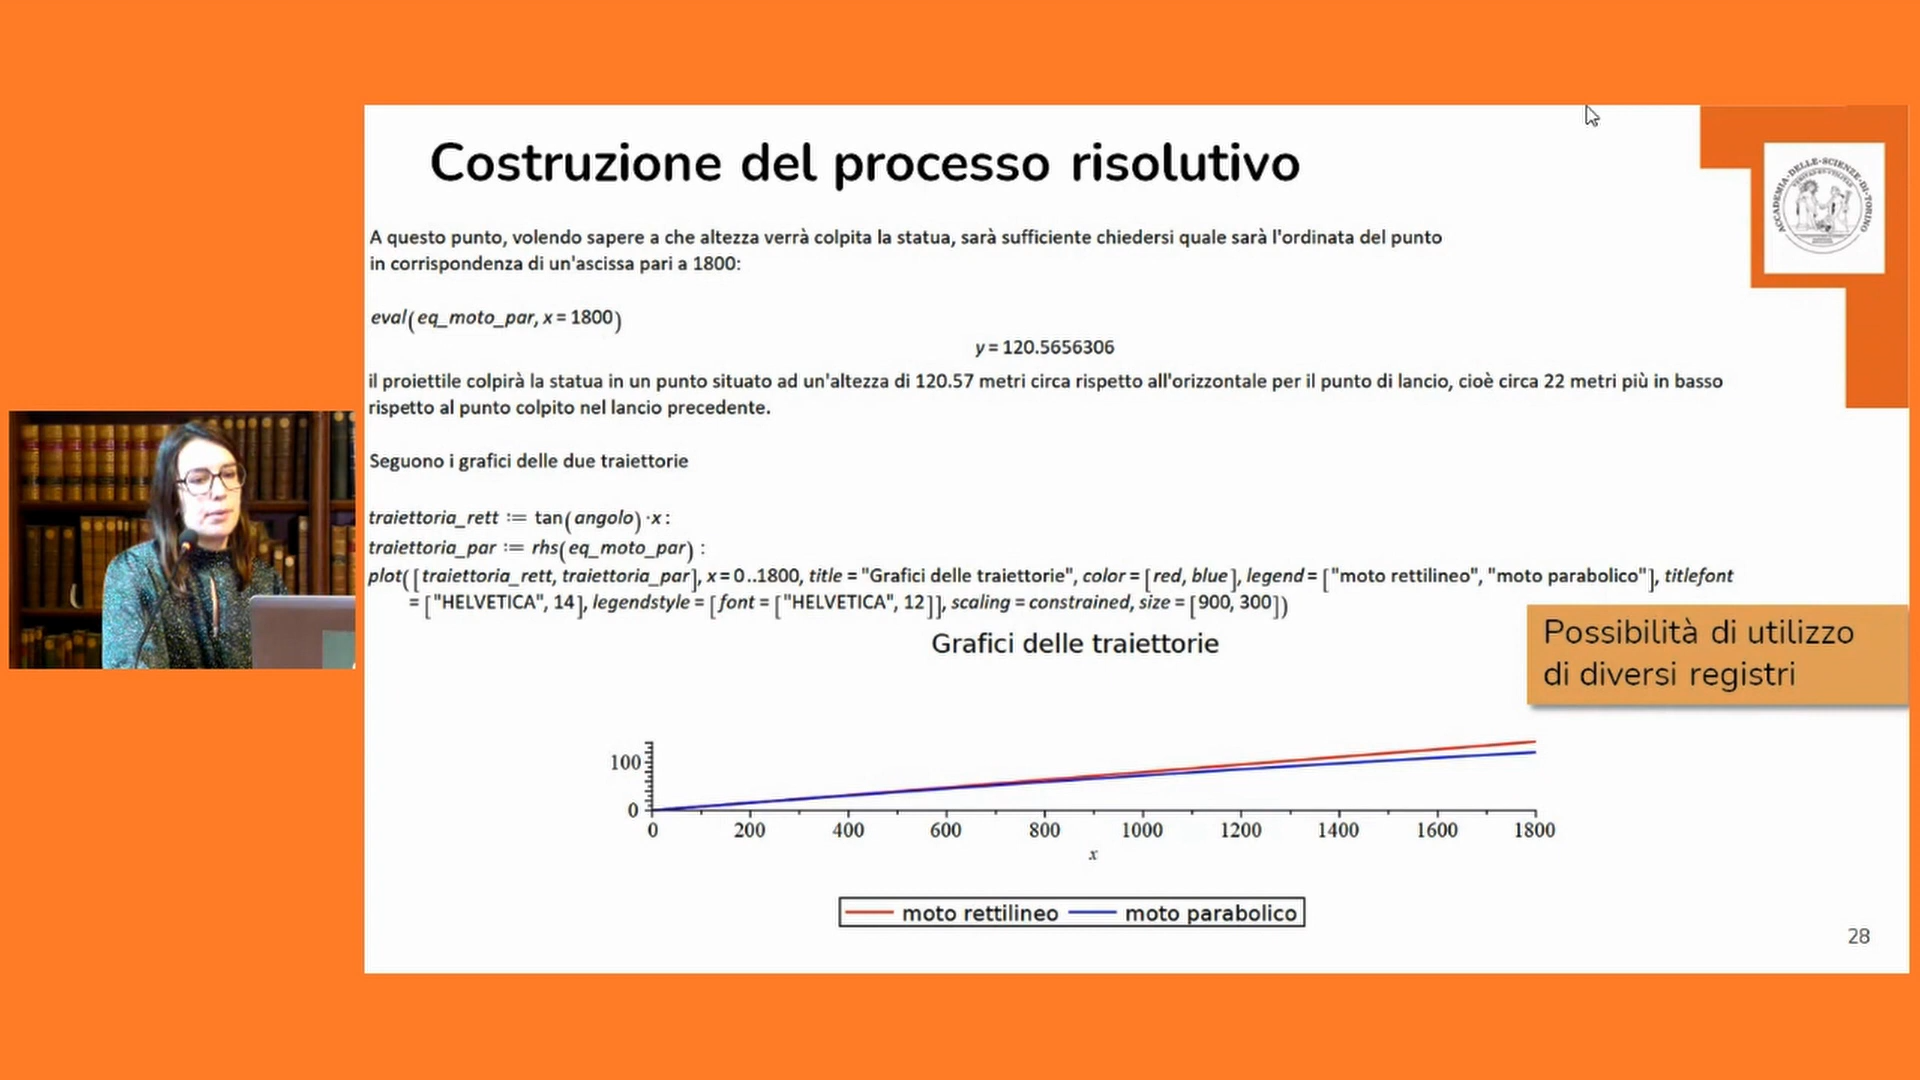 Costruzione del processo risolutivo
ACCADEMIA·DELLE·SCIENZE·DI·TORINO
A questo punto, volendo sapere a che altezza verrà colpita la statua, sarà sufficiente chiedersi quale sarà l'ordinata del punto
in corrispondenza di un'ascissa pari a 1800:
eval(eq_moto_par, x = 1800)
y = 120.5656306
il proiettile colpirà la statua in un punto situato ad un'altezza di 120.57 metri circa rispetto all'orizzontale per il punto di lancio, cioè circa 22 metri più in basso
rispetto al punto colpito nel lancio precedente.
Seguono i grafici delle due traiettorie
traiettoria_rett := tan(angolo)·x:
traiettoria_par := rhs(eq_moto_par) :
plot([traiettoria_rett, traiettoria_par], x = 0..1800, title = "Grafici delle traiettorie", color = [red, blue], legend = ["moto rettilineo", "moto parabolico"], titlefont
= ["HELVETICA", 14], legendstyle = [font = ["HELVETICA", 12]], scaling = constrained, size = [900, 300])
Grafici delle traiettorie
Possibilità di utilizzo
di diversi registri
100
0
0 200 400 600 800 1000 1200 1400 1600 1800
x
moto rettilineo moto parabolico
28